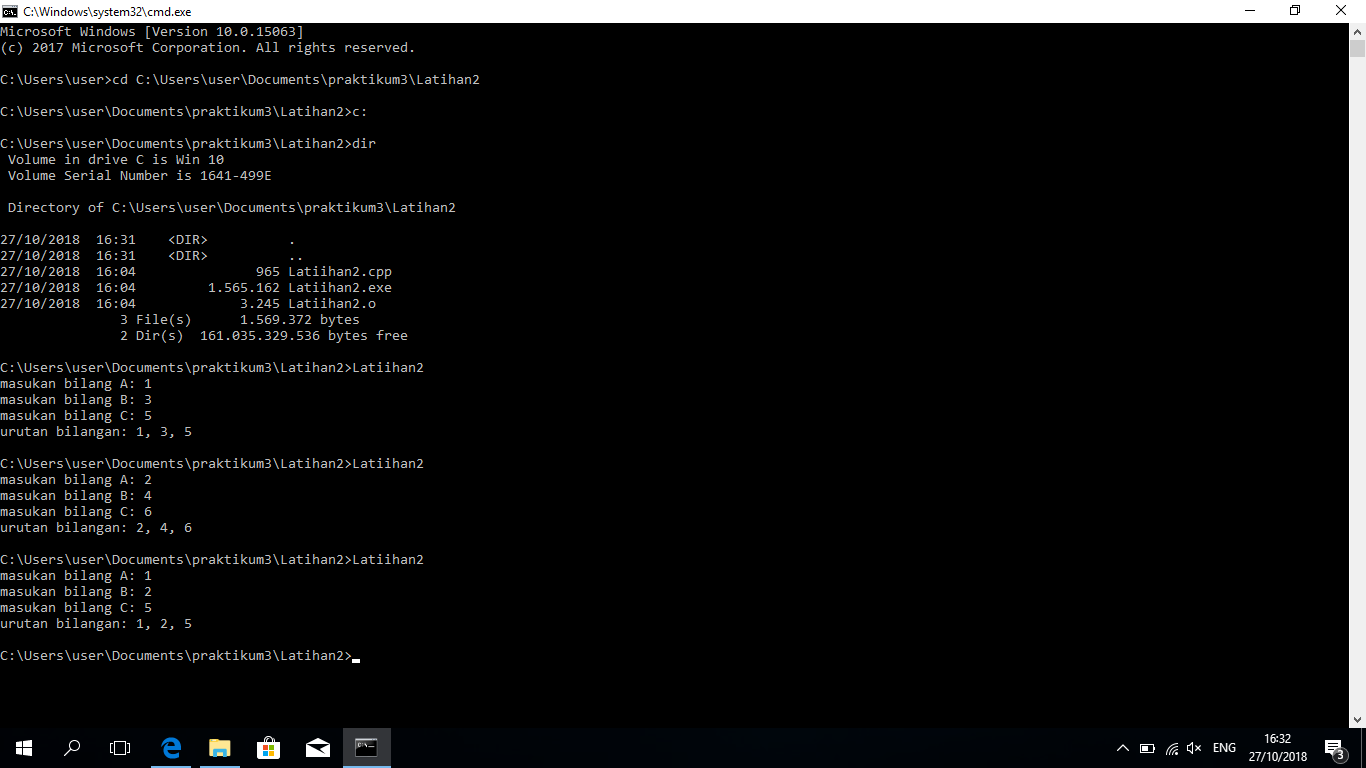 C:\Windows\system32\cmd.exe
Microsoft Windows [Version 10.0.15063]
(c) 2017 Microsoft Corporation. All rights reserved.
C:\Users\user>cd C:\Users\user\Documents\praktikum3\Latihan2
C:\Users\user\Documents\praktikum3\Latihan2>c:
C:\Users\user\Documents\praktikum3\Latihan2>dir
 Volume in drive C is Win 10
 Volume Serial Number is 1641-499E
 Directory of C:\Users\user\Documents\praktikum3\Latihan2
27/10/2018  16:31    <DIR>          .
27/10/2018  16:31    <DIR>          ..
27/10/2018  16:04               965 Latiihan2.cpp
27/10/2018  16:04         1.565.162 Latiihan2.exe
27/10/2018  16:04             3.245 Latiihan2.o
               3 File(s)      1.569.372 bytes
               2 Dir(s)  161.035.329.536 bytes free
C:\Users\user\Documents\praktikum3\Latihan2>Latiihan2
masukan bilang A: 1
masukan bilang B: 3
masukan bilang C: 5
urutan bilangan: 1, 3, 5
C:\Users\user\Documents\praktikum3\Latihan2>Latiihan2
masukan bilang A: 2
masukan bilang B: 4
masukan bilang C: 6
urutan bilangan: 2, 4, 6
C:\Users\user\Documents\praktikum3\Latihan2>Latiihan2
masukan bilang A: 1
masukan bilang B: 2
masukan bilang C: 5
urutan bilangan: 1, 2, 5
C:\Users\user\Documents\praktikum3\Latihan2>
ENG
16:32
27/10/2018
3